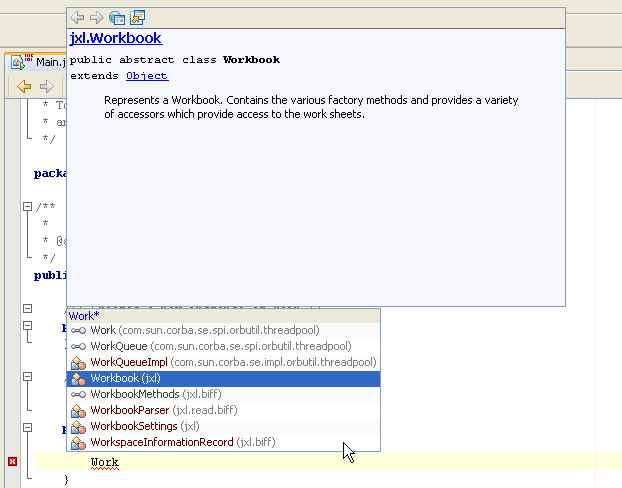 jxl.Workbook
public abstract class Workbook
extends Object
Represents a Workbook. Contains the various factory methods and provides a variety
of accessors which provide access to the work sheets.
Main.j
* To
* an
*/
packa
/**
*
* @
*/
publi
Work*
Work (com.sun.corba.se.spi.orbutil.threadpool)
WorkQueue (com.sun.corba.se.spi.orbutil.threadpool)
WorkQueueImpl (com.sun.corba.se.impl.orbutil.threadpool)
Workbook (jxl)
WorkbookMethods (jxl.biff)
WorkbookParser (jxl.read.biff)
WorkbookSettings (jxl)
WorkspaceInformationRecord (jxl.biff)
Work
}